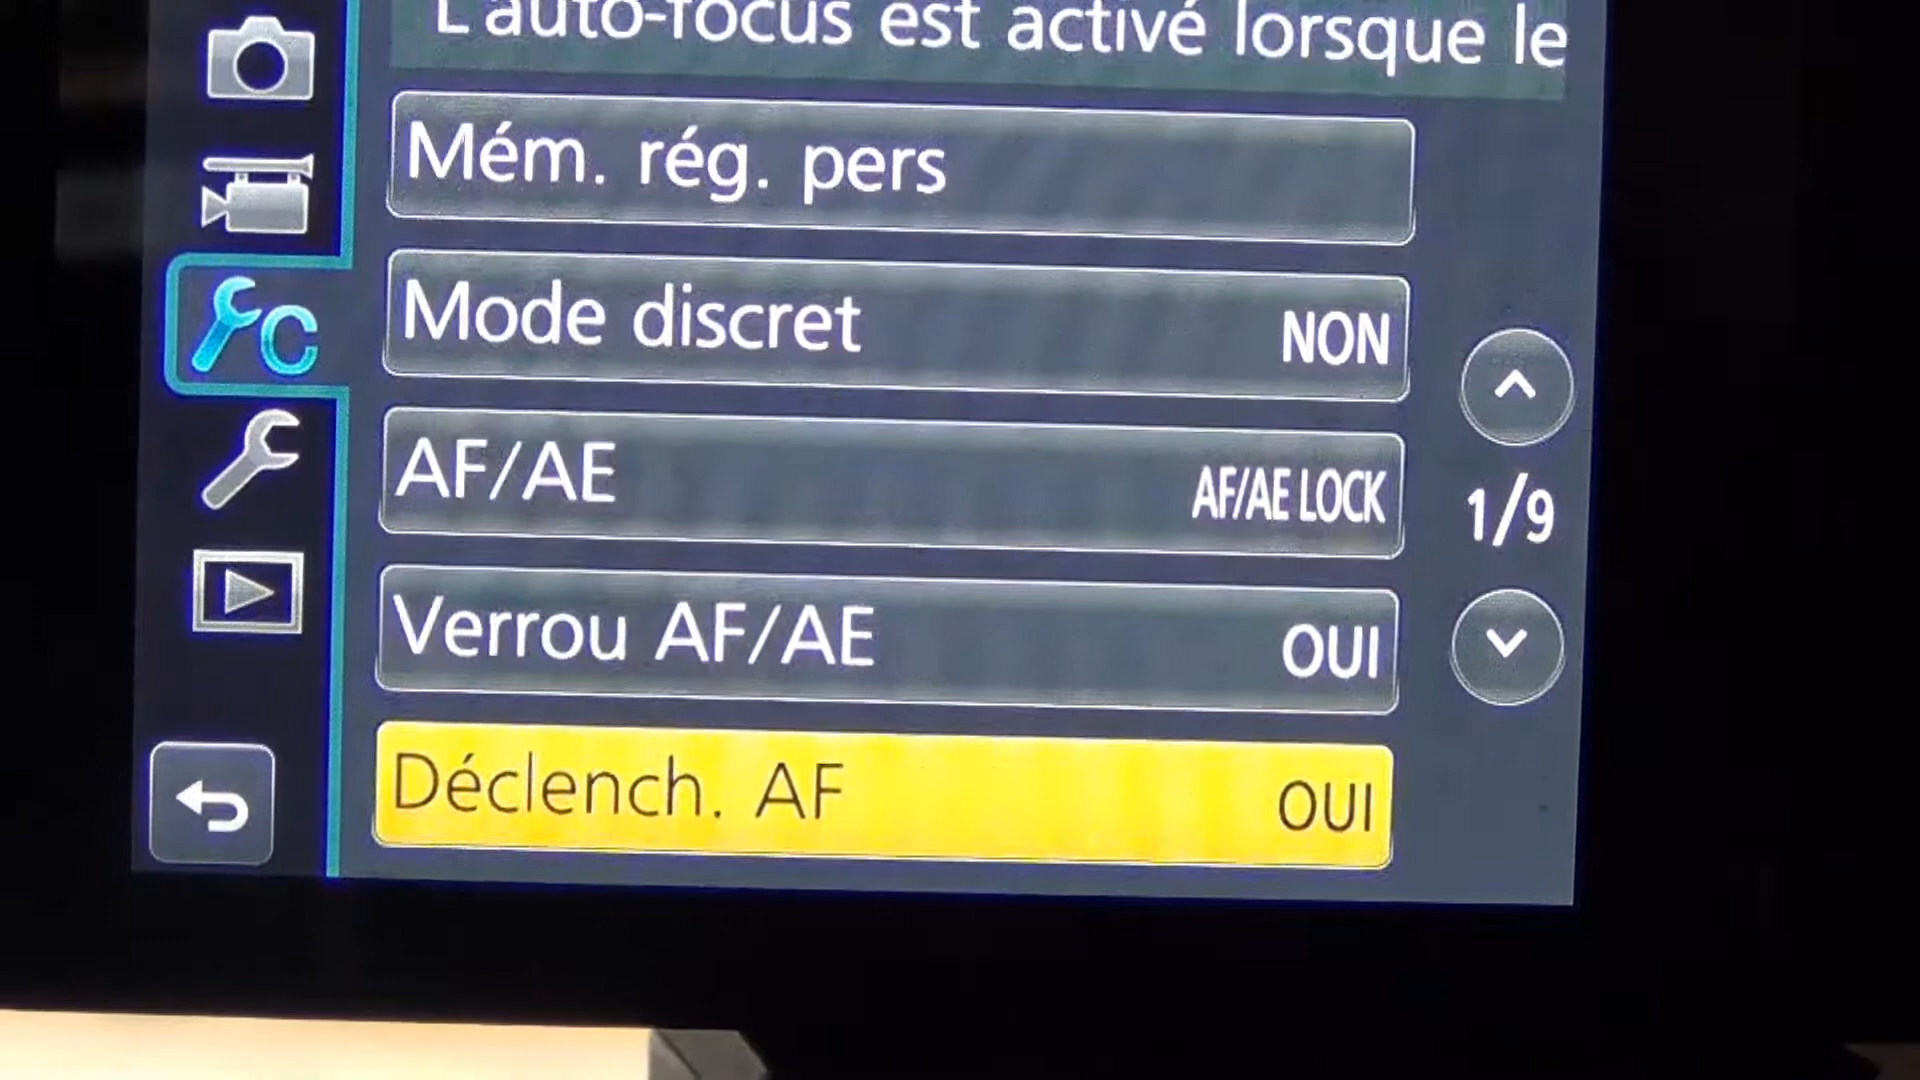 L'auto-focus est activé lorsque le
Mém. rég. pers
Mode discret NON
AF/AE AF/AE LOCK
1/9
Verrou AF/AE OUI
Déclench. AF OUI
C